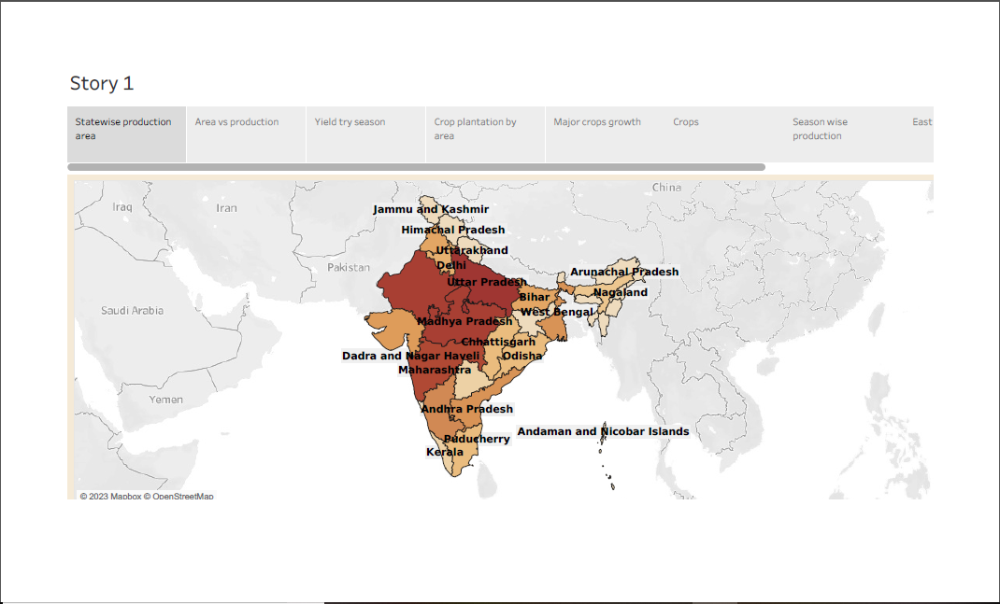 Story 1
Statewise production
area
Area vs production
Yield try season
Crop plantation by
area
Major crops growth
Crops
Season wise
production
East
China
Iraq
Iran
Jammu and Kashmir
Himachal Pradesh
Uttarakhand
Delhi
Pakistan
Arunachal Pradesh
Uttar Pradesh
Nagaland
Bihar
Saudi Arabia
West Bengal
Madhya Pradesh
Chhattisgarh
Dadra and Nagar Haveli
Odisha
Maharashtra
Yemen
Andhra Pradesh
Andaman and Nicobar Islands
Puducherry
Kerala
© 2023 Mapbox © OpenStreetMap